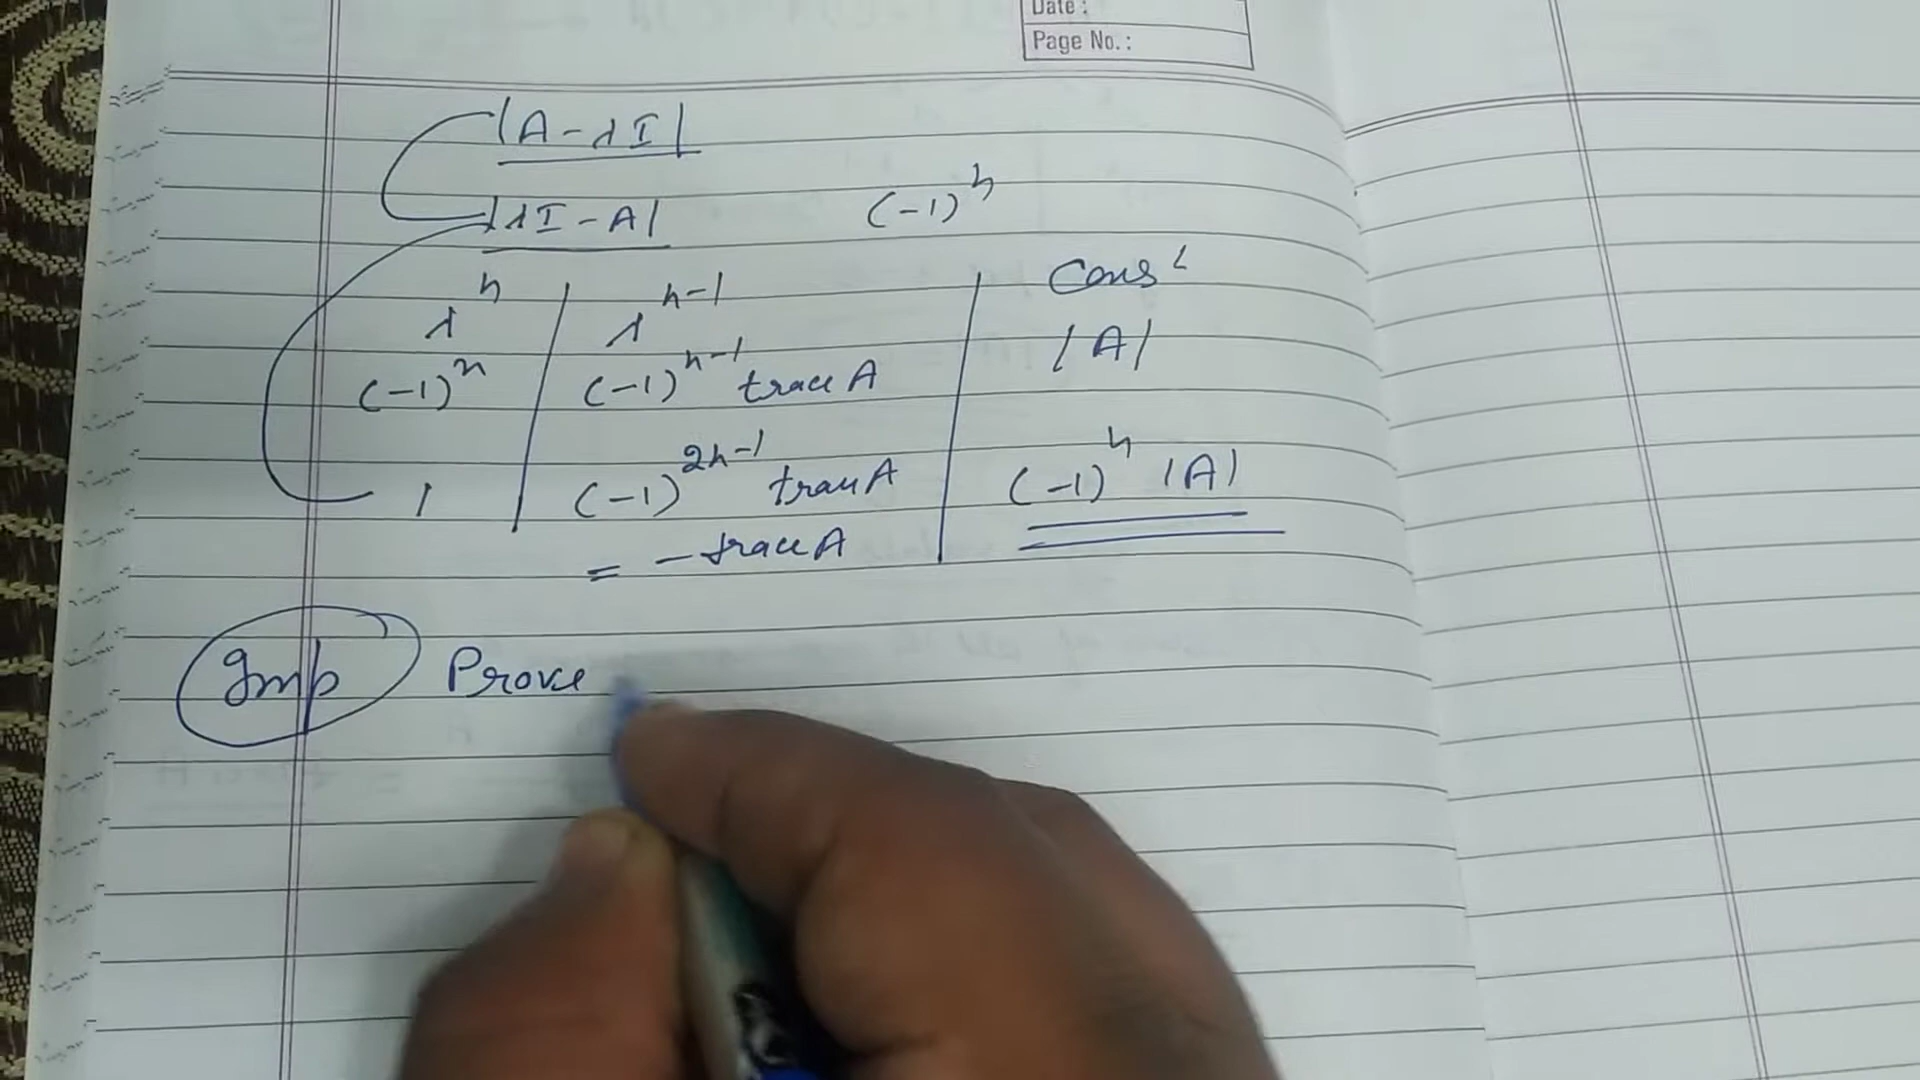 Date :
Page No. :
|A - λI|
|λI - A| (-1)^n
λ^n λ^{n-1} Const
(-1)^n (-1)^{n-1} trace A |A|
1 (-1)^{2n-1} trace A (-1)^n |A|
= - trace A
Imp Prove